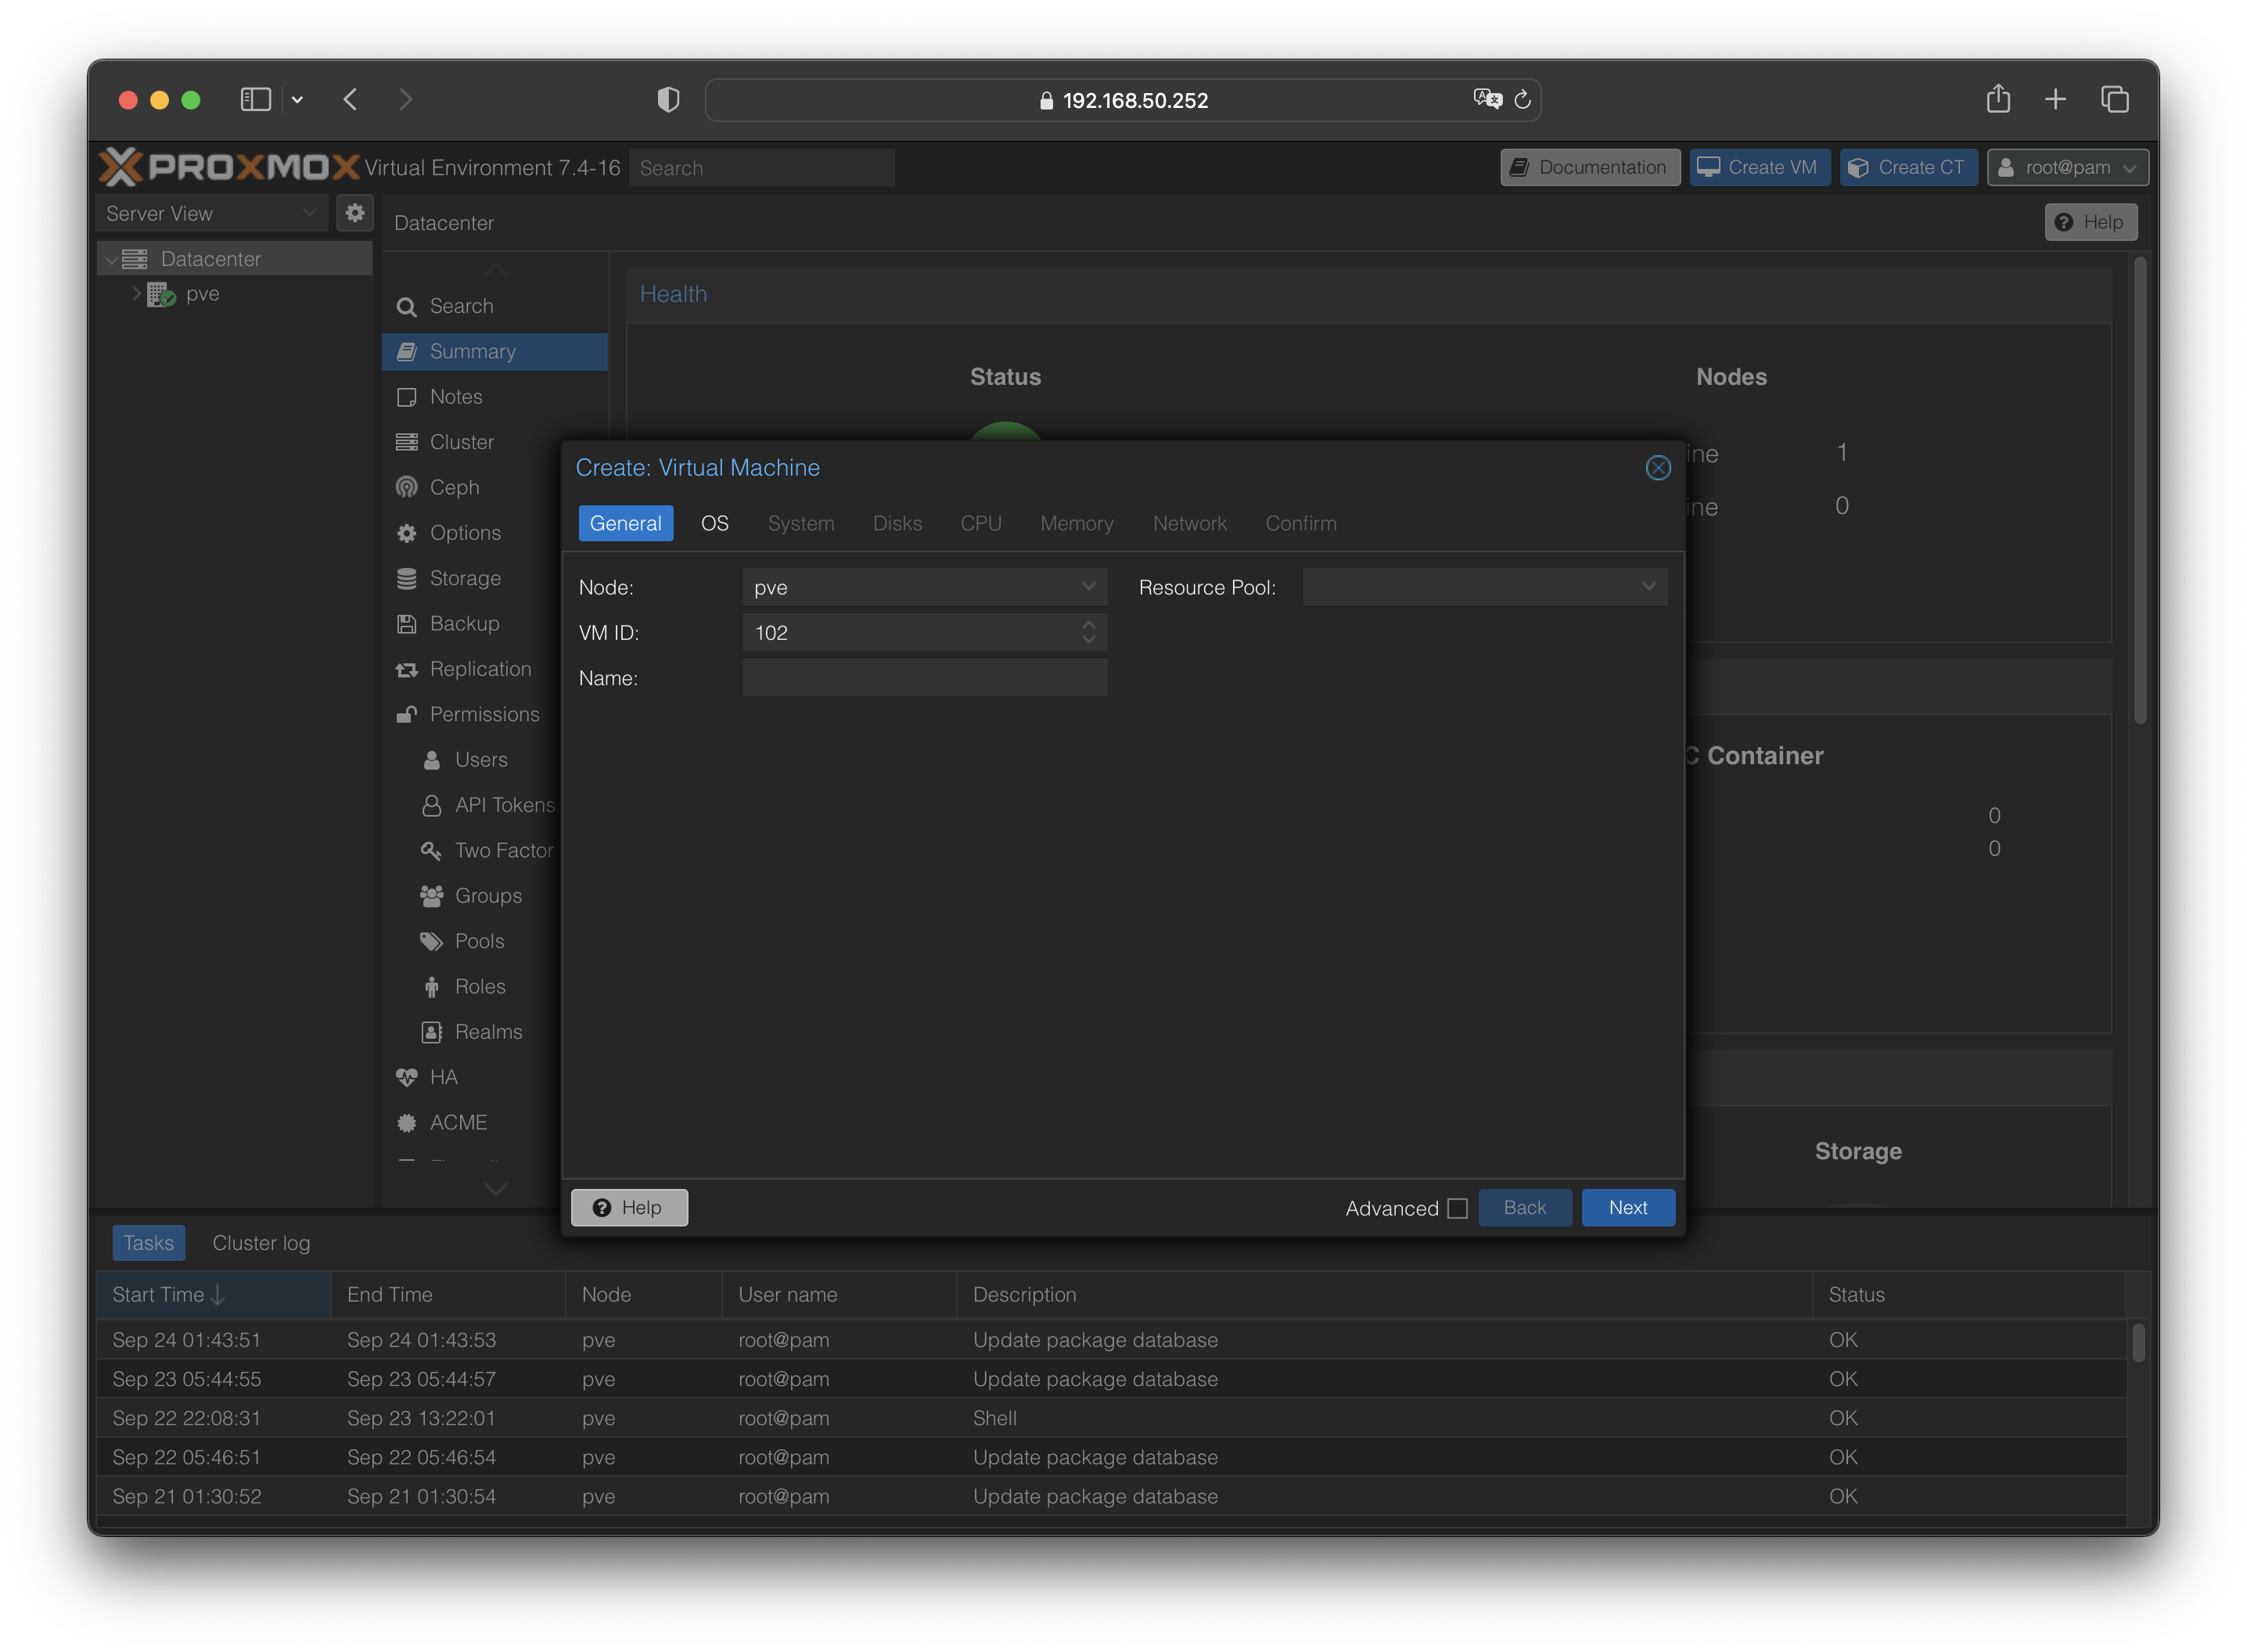 192.168.50.252
PROXMOX Virtual Environment 7.4-16 Search Documentation Create VM Create CT root@pam
Server View
Datacenter
pve
Datacenter Help
Search
Summary
Notes
Cluster
Ceph
Options
Storage
Backup
Replication
Permissions
Users
API Tokens
Two Factor
Groups
Pools
Roles
Realms
HA
ACME
Health
Status
Nodes
ine 1
ine 0
C Container
0
0
Storage
Create: Virtual Machine
General OS System Disks CPU Memory Network Confirm
Node: pve Resource Pool:
VM ID: 102
Name:
Help Advanced Back Next
Tasks Cluster log
Start Time End Time Node User name Description Status
Sep 24 01:43:51 Sep 24 01:43:53 pve root@pam Update package database OK
Sep 23 05:44:55 Sep 23 05:44:57 pve root@pam Update package database OK
Sep 22 22:08:31 Sep 23 13:22:01 pve root@pam Shell OK
Sep 22 05:46:51 Sep 22 05:46:54 pve root@pam Update package database OK
Sep 21 01:30:52 Sep 21 01:30:54 pve root@pam Update package database OK